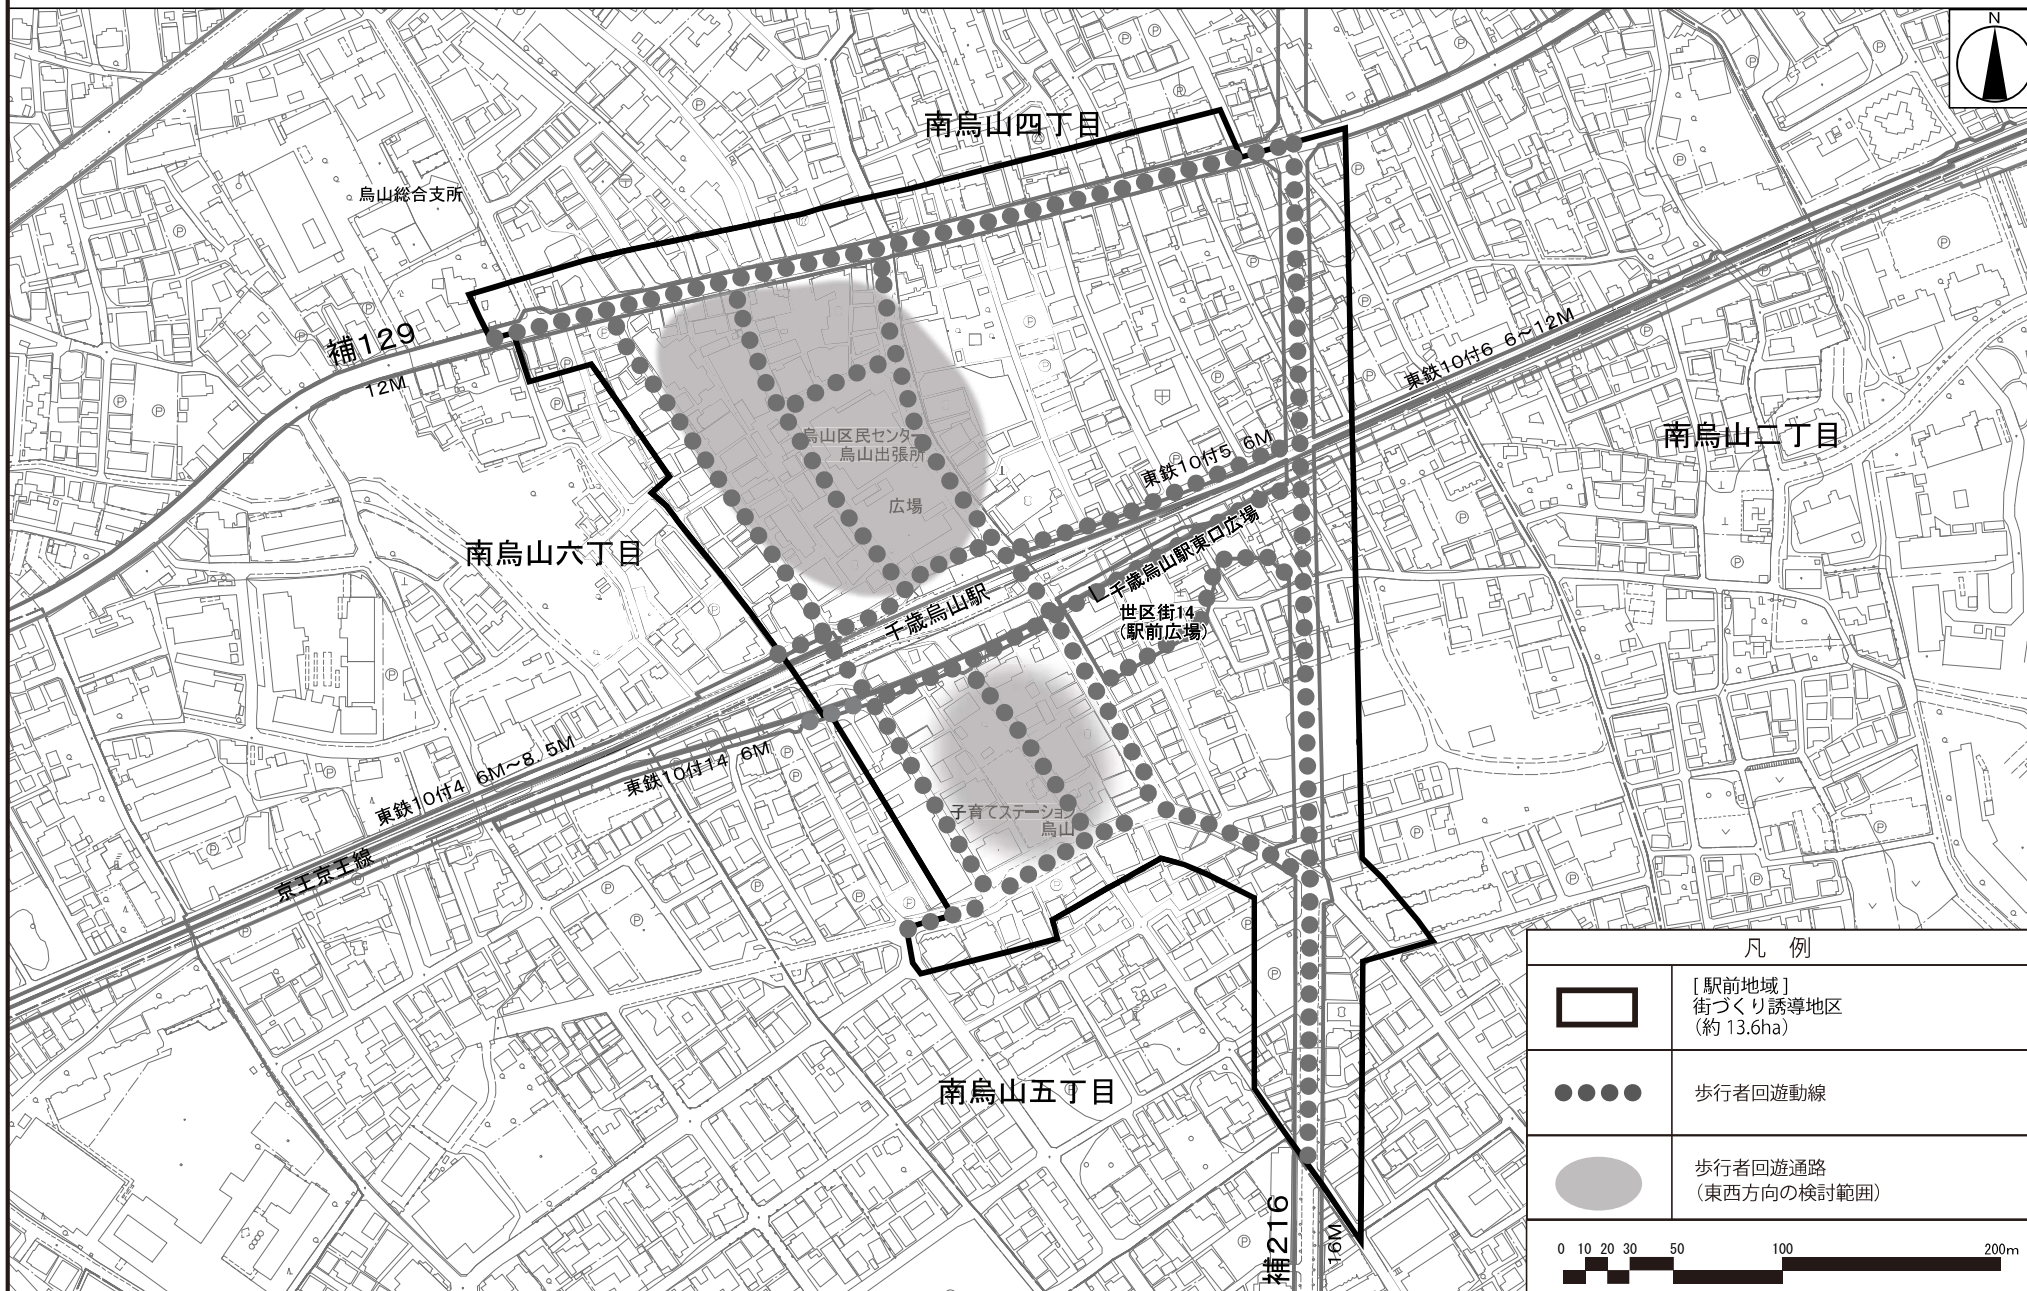 N
南烏山四丁目
烏山総合支所
補129
12M
東鉄10付6 6～12M
南烏山二丁目
烏山区民センター
烏山出張所
東鉄10付5 6M
広場
千歳烏山駅東口広場
南烏山六丁目
千歳烏山駅
世区街14
(駅前広場)
東鉄10付4 6M～8.5M
東鉄10付14 6M
子育てステーション
烏山
京王京王線
南烏山五丁目
補216
16M
凡 例
[駅前地域]
街づくり誘導地区
(約13.6ha)
歩行者回遊動線
歩行者回遊通路
(東西方向の検討範囲)
0 10 20 30 50 100 200m